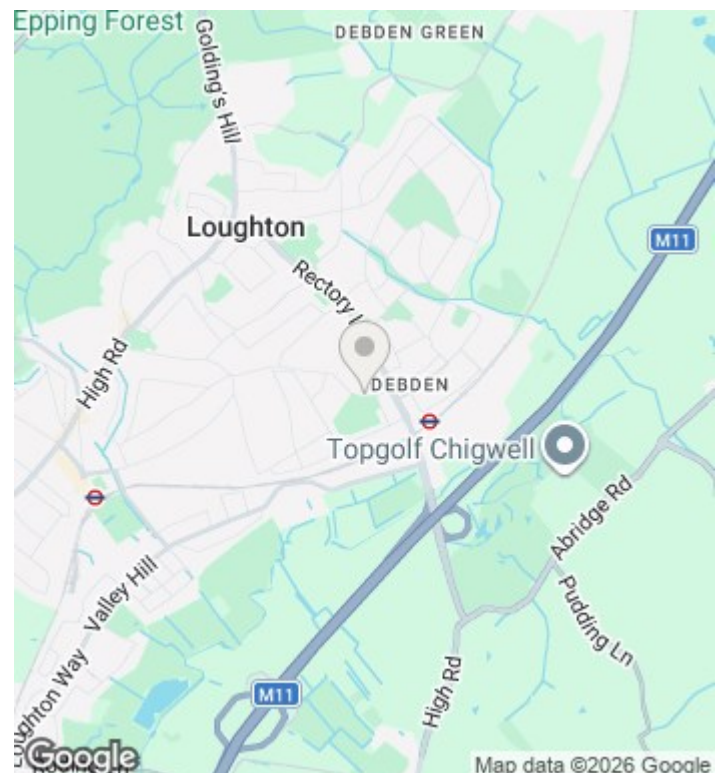 Epping Forest
DEBDEN GREEN
Golding's Hill
M11
Loughton
Rectory
High Rd
DEBDEN
Topgolf Chigwell
Abridge Rd
Valley Hill
Pudding Ln
High Rd
Loughton Way
M11
Google
Map data ©2026 Google